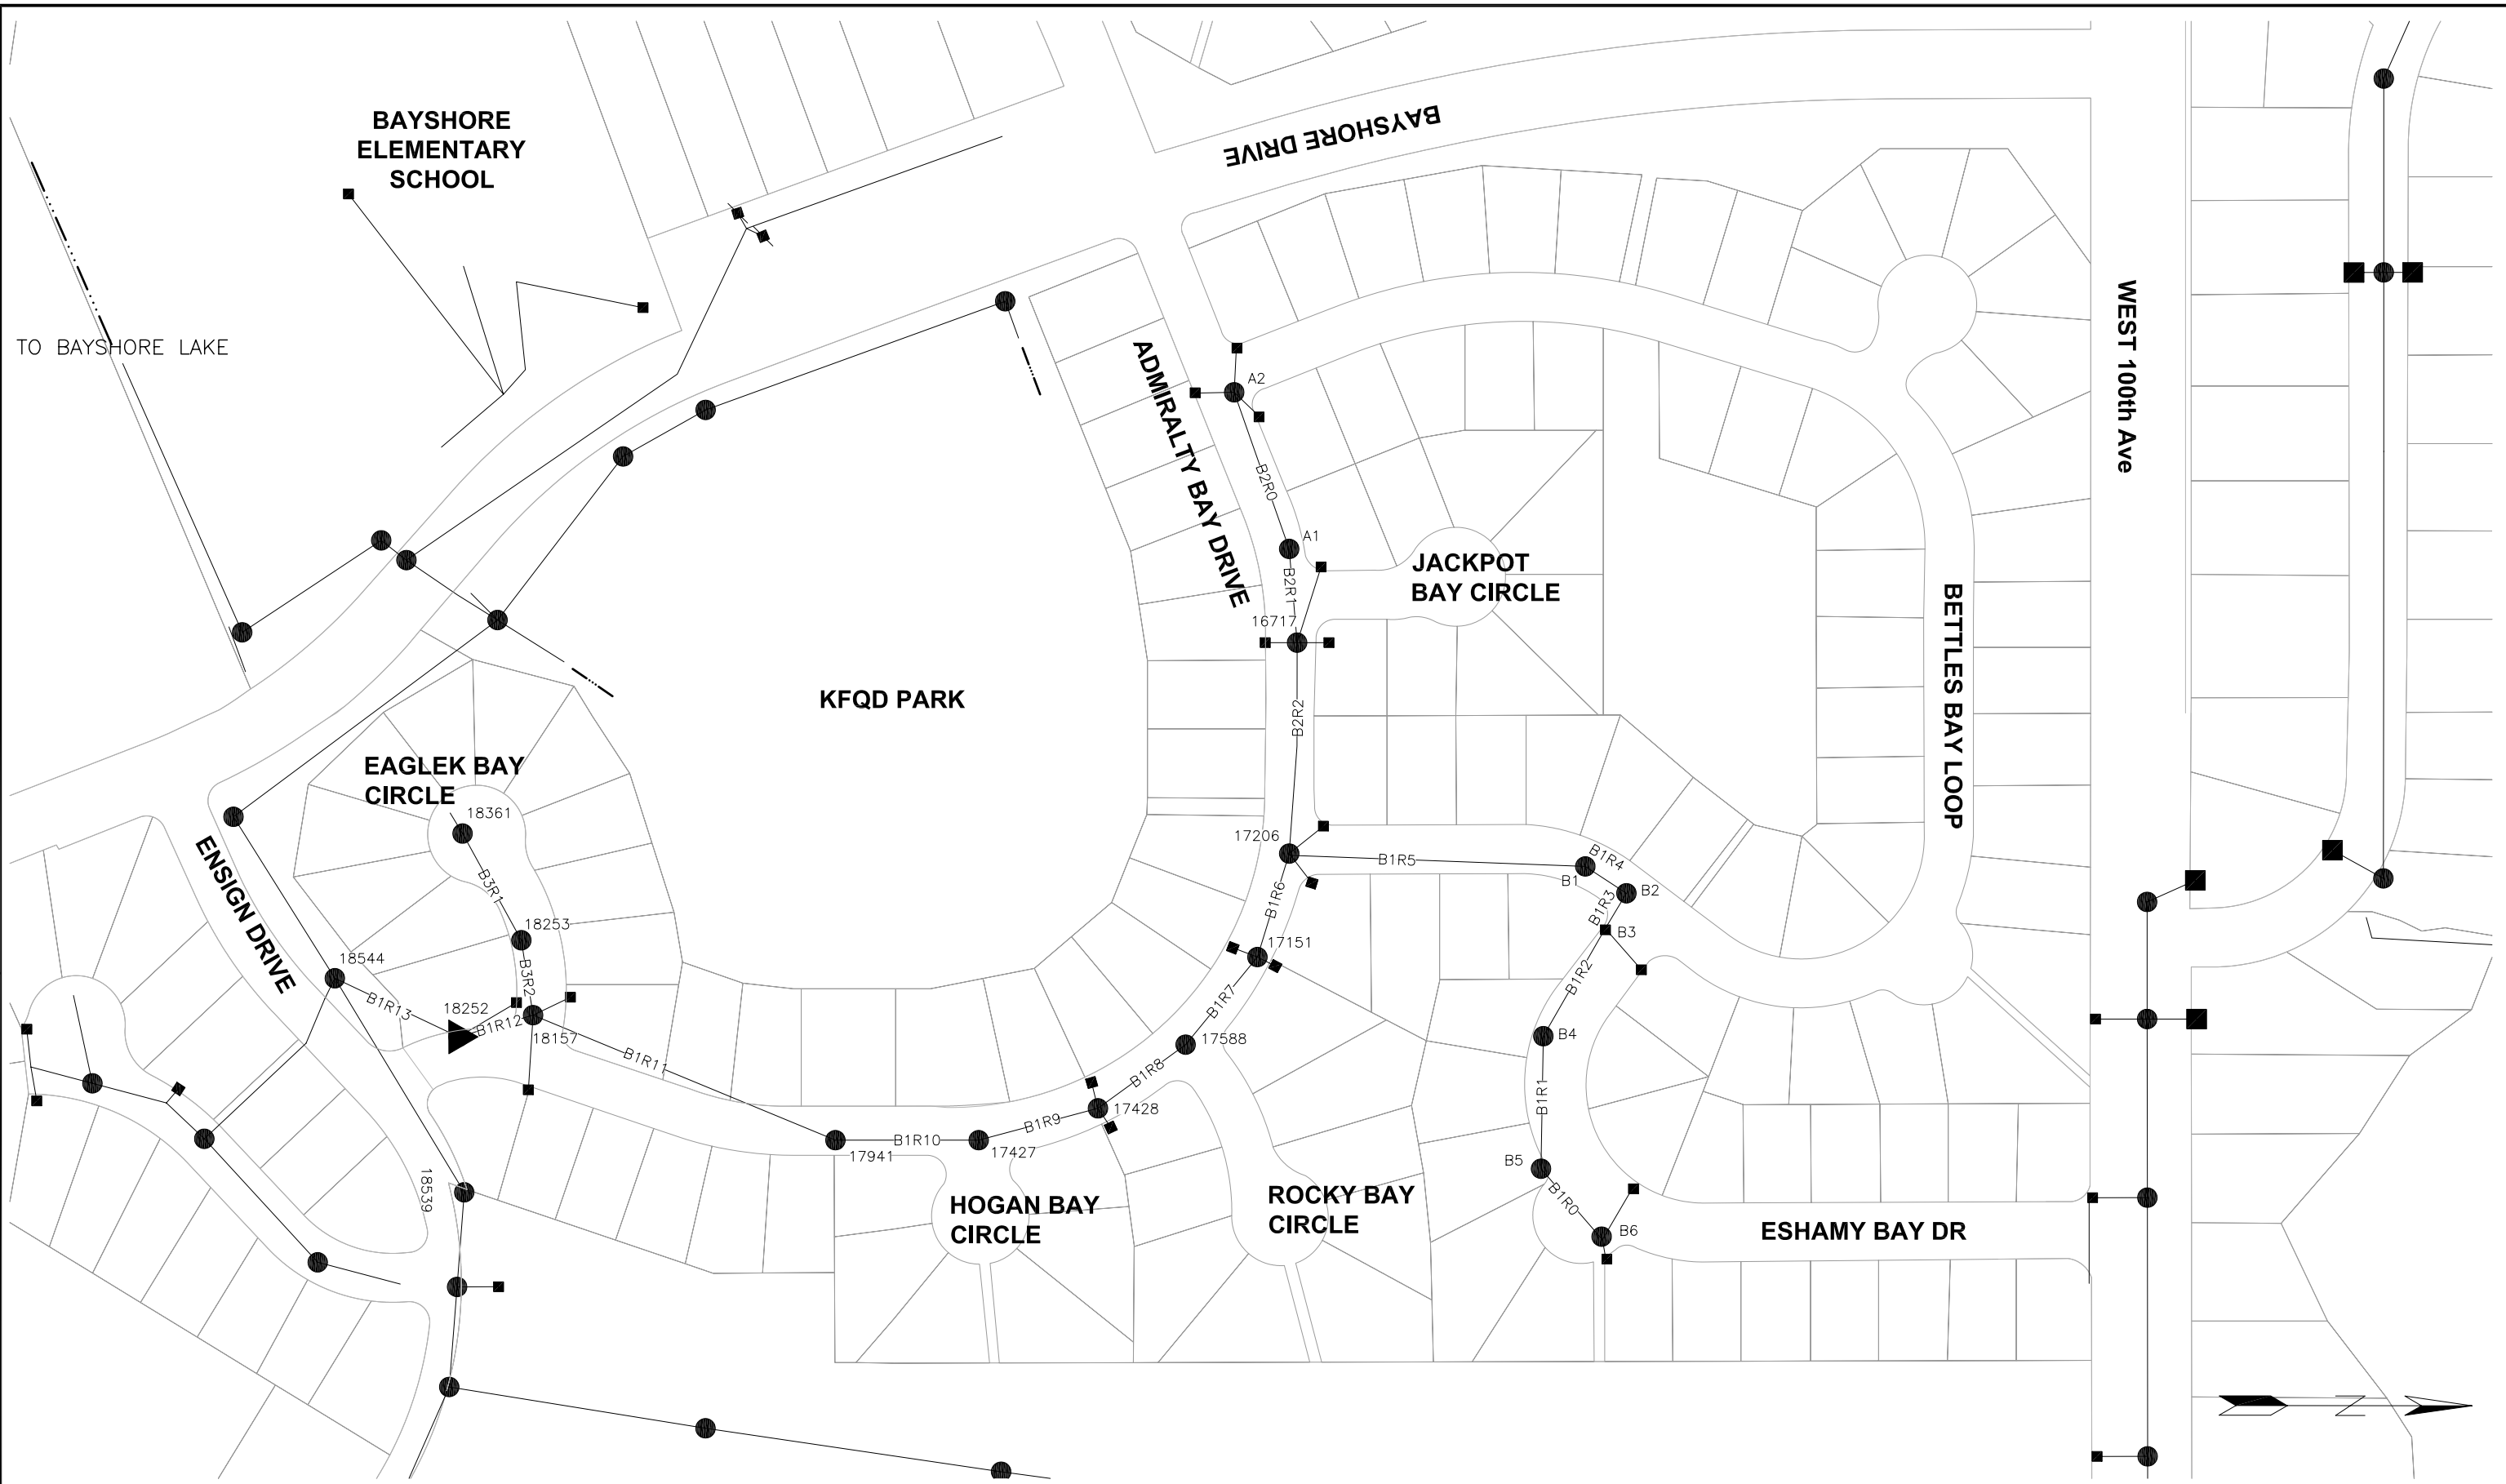 BAYSHORE
ELEMENTARY
SCHOOL
BAYSHORE DRIVE
TO BAYSHORE LAKE
WEST 100th Ave
ADMIRALTY BAY DRIVE
A2
B2R0
A1
B2R1
JACKPOT
BAY CIRCLE
16717
BETTLES BAY LOOP
KFQD PARK
B2R2
EAGLEK BAY
CIRCLE
18361
17206
B1R5
B1R4
B1
B2
B3R1
B1R6
B1R3
ENSIGN DRIVE
18253
B3
18544
17151
B3R2
B1R2
B1R13
18252
B1R7
B1R12
18157
17588
B4
B1R11
B1R8
B1R1
17428
B1R9
B1R10
17941
17427
B5
18539
HOGAN BAY
CIRCLE
ROCKY BAY
CIRCLE
B1R0
B6
ESHAMY BAY DR
N